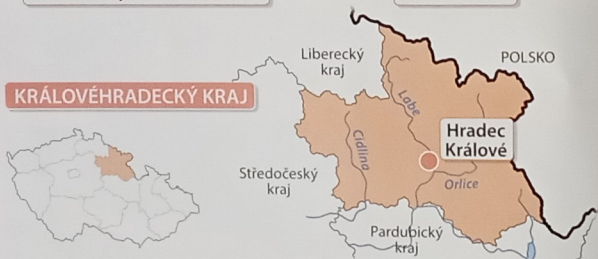 Liberecký
kraj
POLSKO
KRÁLOVÉHRADECKÝ KRAJ
Labe
Hradec
Králové
Cidlina
Středočeský
kraj
Orlice
Pardubický
kraj